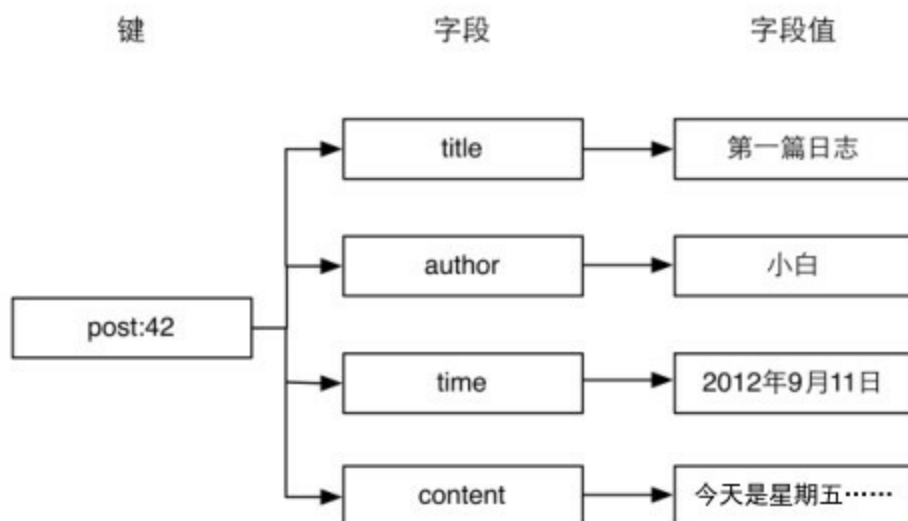 键 字段 字段值
title 第一篇日志
author 小白
post:42
time 2012年9月11日
content 今天是星期五……